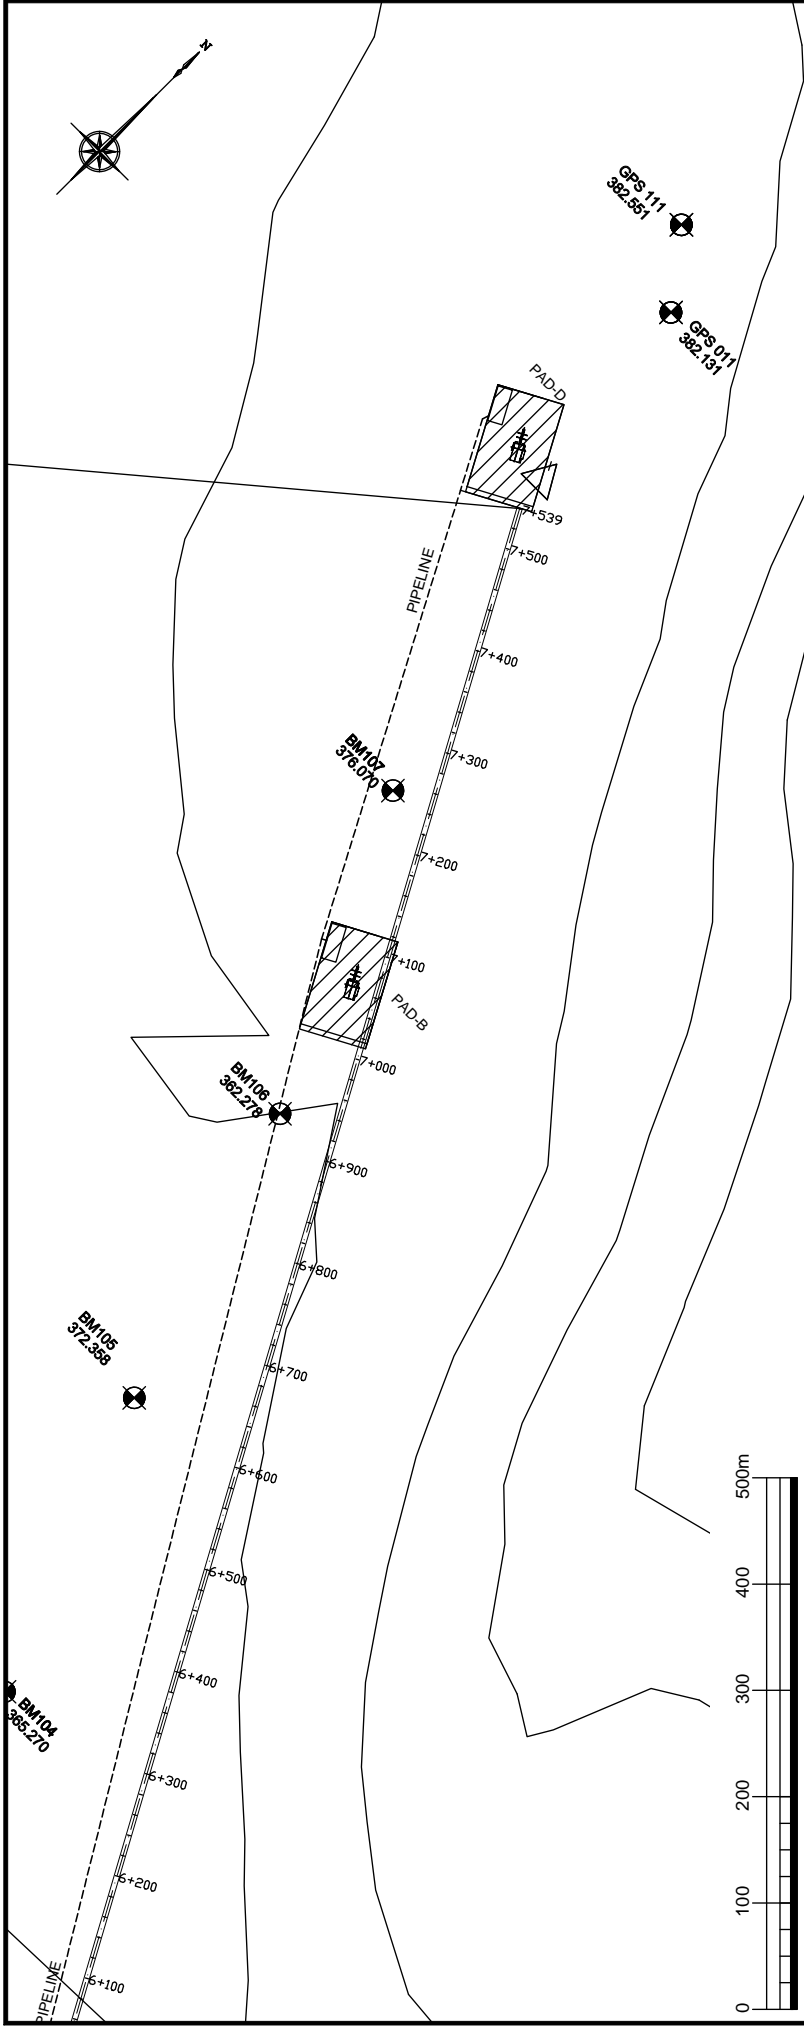 N
GPS 111
382.551
GPS 011
382.131
PAD-D
7+539
7+500
PIPELINE
7+400
BM107
376.070
7+300
7+200
7+100
PAD-B
7+000
BM106
362.278
6+900
6+800
BM105
372.358
6+700
6+600
6+500
6+400
BM104
365.270
6+300
6+200
6+100
PIPELINE
0 100 200 300 400 500m